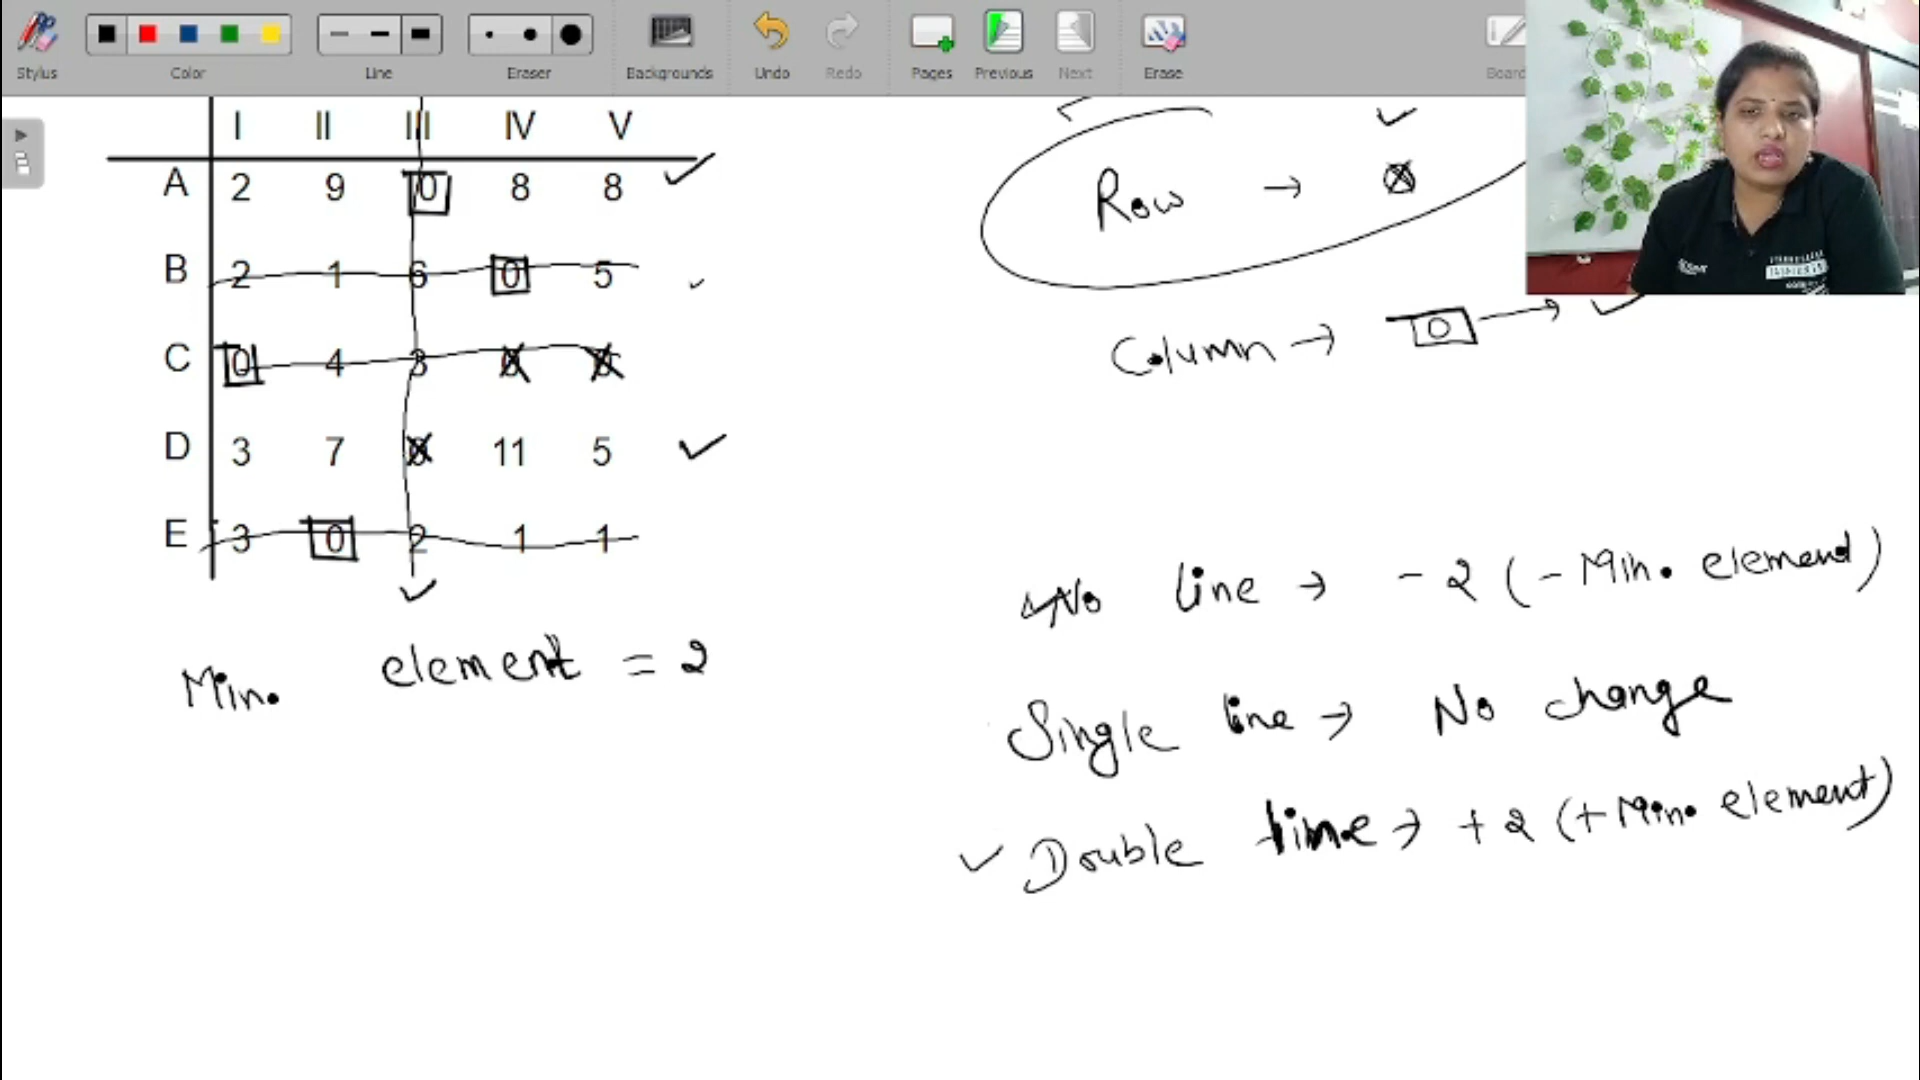 Stylus
Color
Line
Eraser
Backgrounds
Undo
Redo
Pages
Previous
Next
Erase
Board
I II III IV V
A 2 9 0 8 8
B 2 1 6 0 5
C 0 4 3 0 0
D 3 7 0 11 5
E 3 0 2 1 1
Min. element = 2
Row →
Column → 0 →
No line → - 2 (- Min. element)
Single line → No change
Double line → + 2 (+ Min. element)